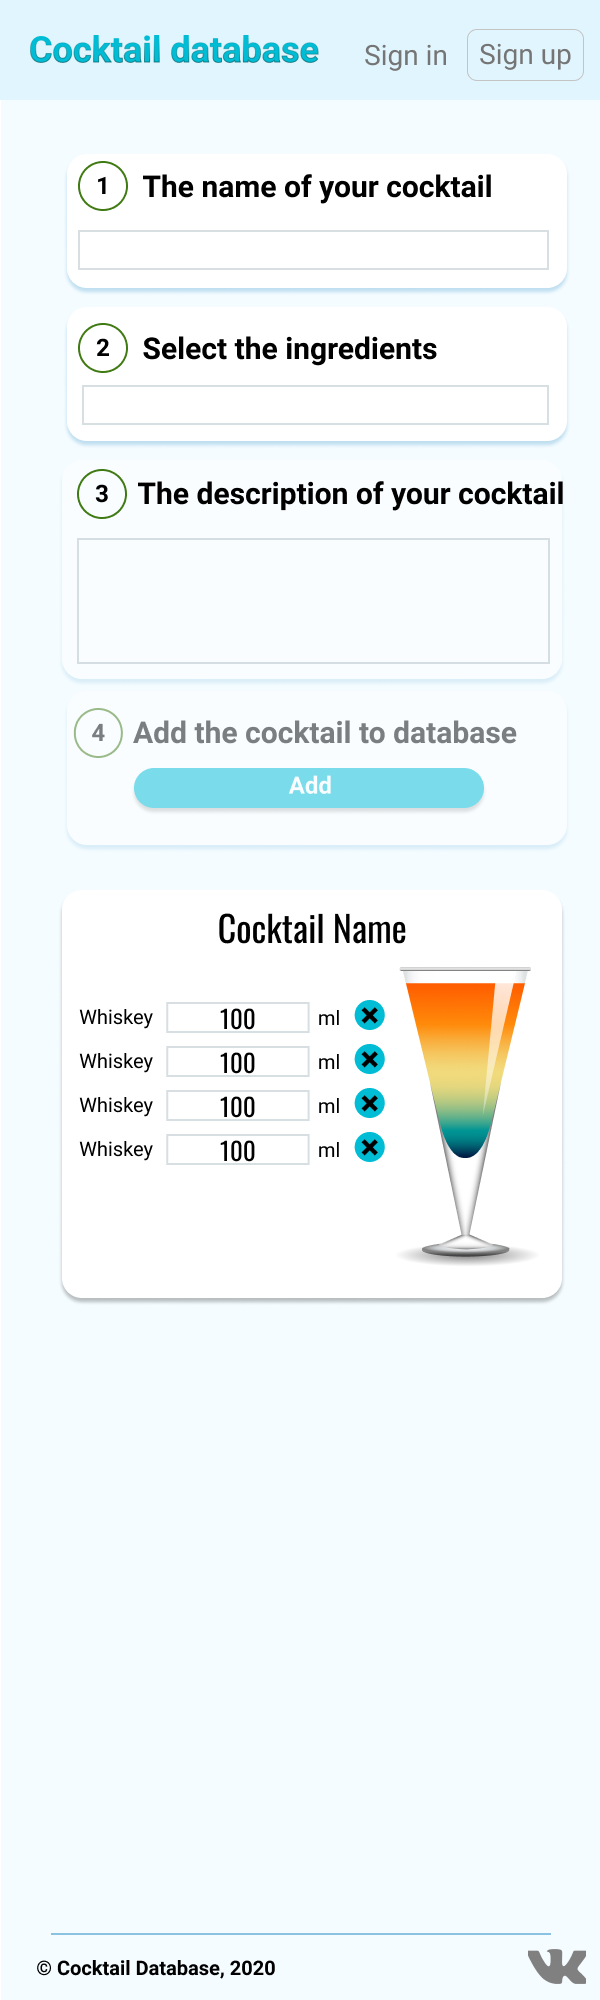 Cocktail database
Sign in
Sign up
1 The name of your cocktail
2 Select the ingredients
3 The description of your cocktail
4 Add the cocktail to database
Add
Cocktail Name
Whiskey 100 ml
Whiskey 100 ml
Whiskey 100 ml
Whiskey 100 ml
© Cocktail Database, 2020